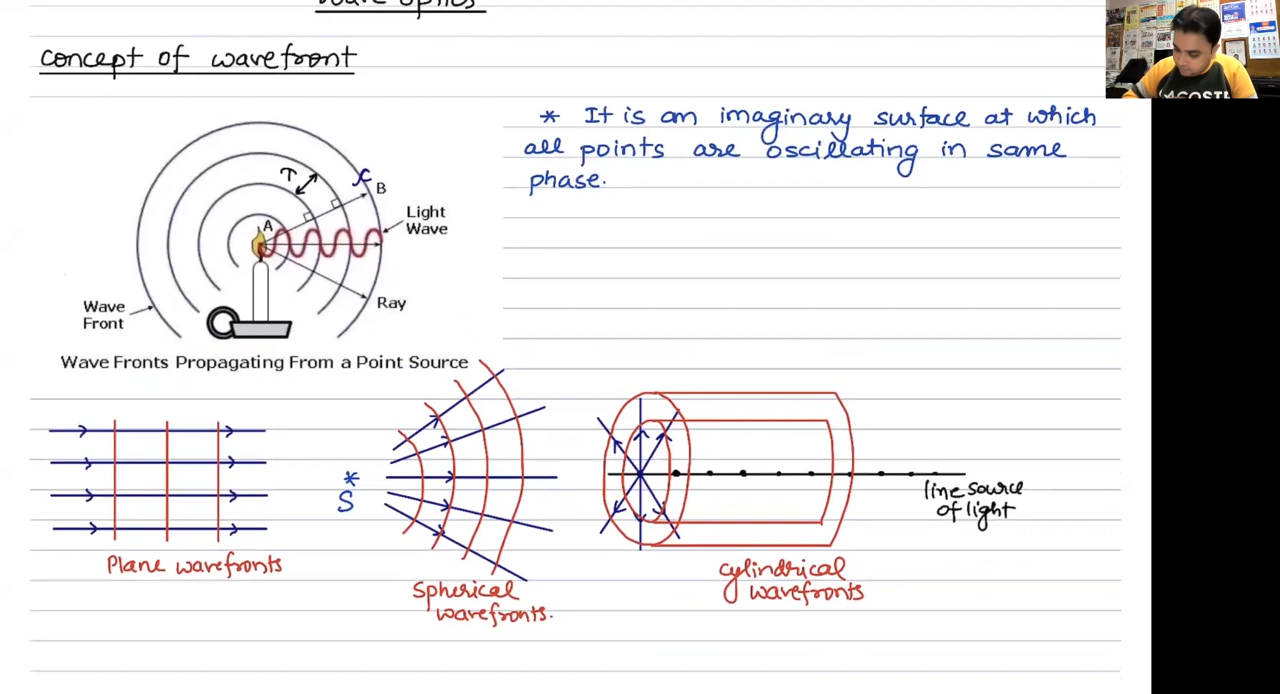 Wave optics
concept of wavefront
* It is an imaginary surface at which
all points are oscillating in same
phase.
T
B
A
Light
Wave
Ray
Wave
Front
Wave Fronts Propagating From a Point Source
S
Plane wavefronts
Spherical
wavefronts.
line source
of light
cylindrical
wavefronts
LACOSTE